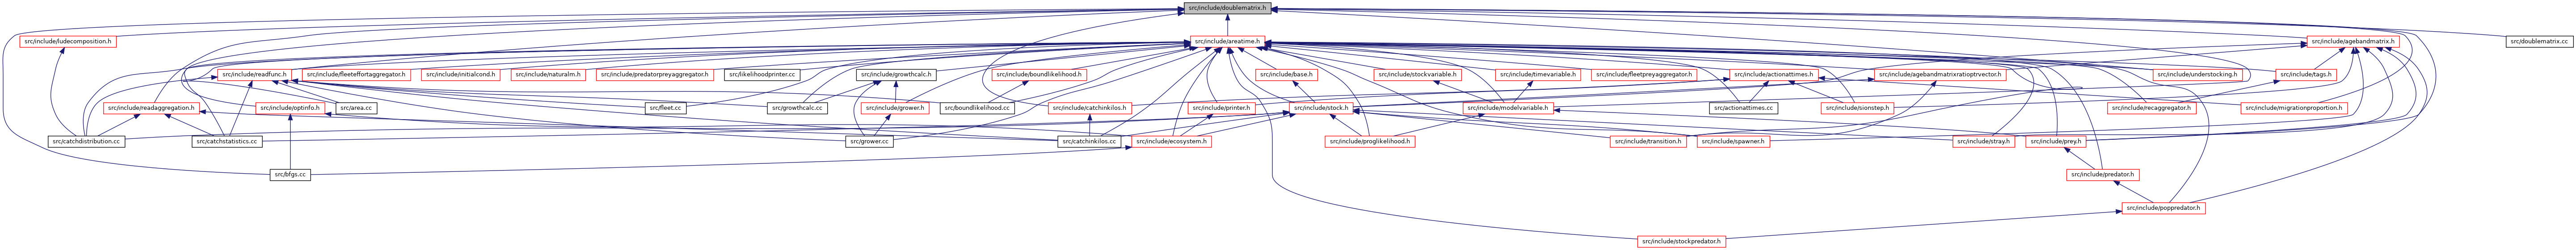 src/include/doublematrix.h
src/include/ludecomposition.h
src/include/areatime.h
src/include/agebandmatrix.h
src/doublematrix.cc
src/include/readfunc.h
src/include/fleeteffortaggregator.h
src/include/initialcond.h
src/include/naturalm.h
src/include/predatorpreyaggregator.h
src/likelihoodprinter.cc
src/include/growthcalc.h
src/include/boundlikelihood.h
src/include/base.h
src/include/stockvariable.h
src/include/timevariable.h
src/include/fleetpreyaggregator.h
src/include/actionattimes.h
src/include/agebandmatrixratioptrvector.h
src/include/understocking.h
src/include/tags.h
src/include/readaggregation.h
src/include/optinfo.h
src/area.cc
src/fleet.cc
src/growthcalc.cc
src/include/grower.h
src/boundlikelihood.cc
src/include/catchinkilos.h
src/include/printer.h
src/include/stock.h
src/include/modelvariable.h
src/actionattimes.cc
src/include/sionstep.h
src/include/recaggregator.h
src/include/migrationproportion.h
src/catchdistribution.cc
src/catchstatistics.cc
src/grower.cc
src/catchinkilos.cc
src/include/ecosystem.h
src/include/proglikelihood.h
src/include/transition.h
src/include/spawner.h
src/include/stray.h
src/include/prey.h
src/bfgs.cc
src/include/predator.h
src/include/poppredator.h
src/include/stockpredator.h